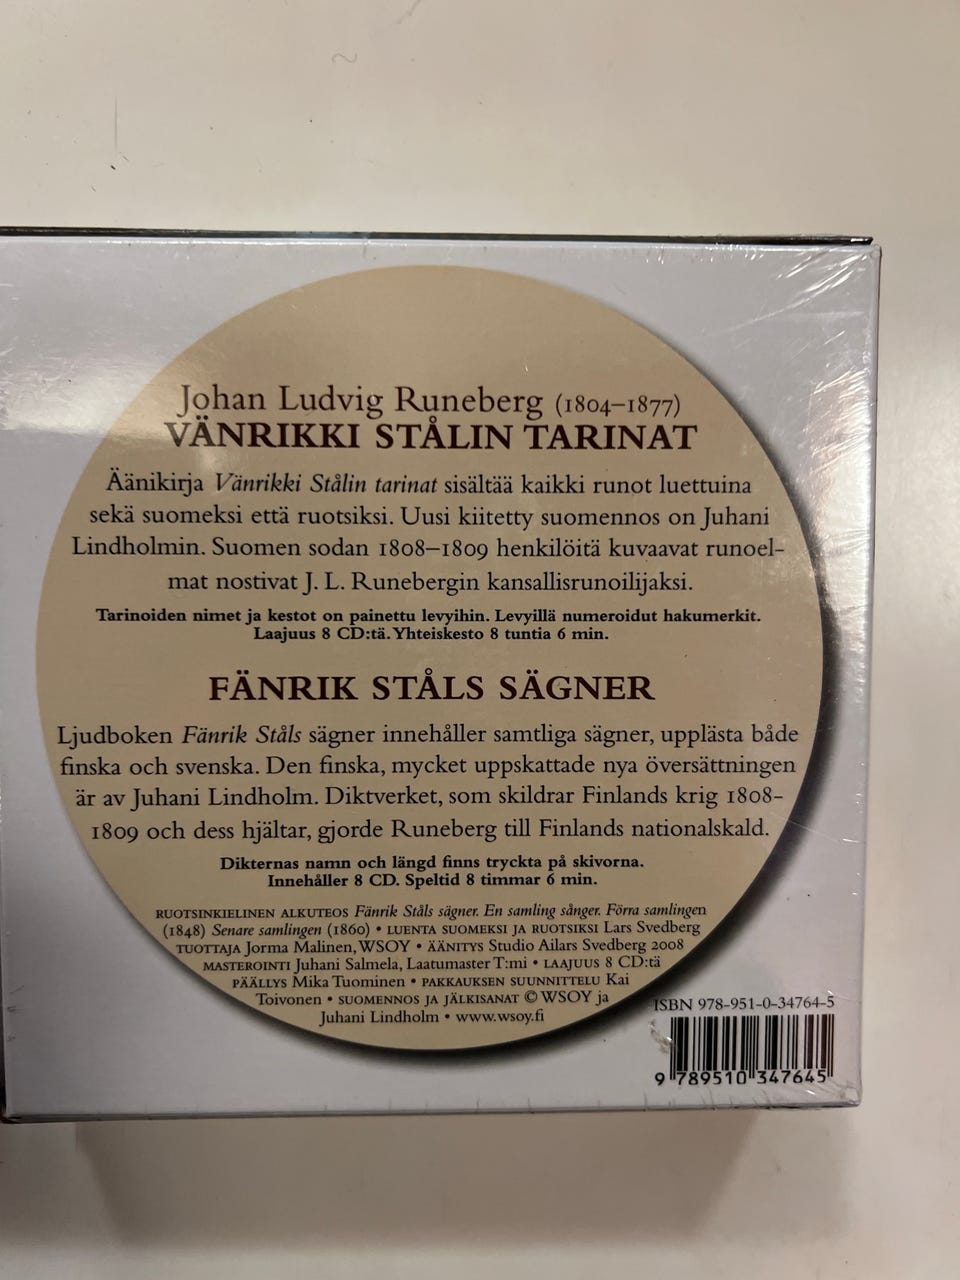 Johan Ludvig Runeberg (1804–1877)
VÄNRIKKI STÅLIN TARINAT
Äänikirja Vänrikki Stålin tarinat sisältää kaikki runot luettuina
sekä suomeksi että ruotsiksi. Uusi kiitetty suomennos on Juhani
Lindholmin. Suomen sodan 1808–1809 henkilöitä kuvaavat runoel-
mat nostivat J. L. Runebergin kansallisrunoilijaksi.
Tarinoiden nimet ja kestot on painettu levyihin. Levyillä numeroidut hakumerkit.
Laajuus 8 CD:tä. Yhteiskesto 8 tuntia 6 min.
FÄNRIK STÅLS SÄGNER
Ljudboken Fänrik Ståls sägner innehåller samtliga sägner, upplästa både
finska och svenska. Den finska, mycket uppskattade nya översättningen
är av Juhani Lindholm. Diktverket, som skildrar Finlands krig 1808–
1809 och dess hjältar, gjorde Runeberg till Finlands nationalskald.
Dikternas namn och längd finns tryckta på skivorna.
Innehåller 8 CD. Speltid 8 timmar 6 min.
RUOTSINKIELINEN ALKUTEOS Fänrik Ståls sägner. En samling sånger. Förra samlingen
(1848) Senare samlingen (1860) • LUENTA SUOMEKSI JA RUOTSIKSI Lars Svedberg
TUOTTAJA Jorma Malinen, WSOY • ÄÄNITYS Studio Ailars Svedberg 2008
MASTEROINTI Juhani Salmela, Laatumaster T:mi • LAAJUUS 8 CD:tä
PÄÄLLYS Mika Tuominen • PAKKAUKSEN SUUNNITTELU Kai
Toivonen • SUOMENNOS JA JÄLKISANAT © WSOY ja
Juhani Lindholm • www.wsoy.fi
ISBN 978-951-0-34764-5
9 789510 347645